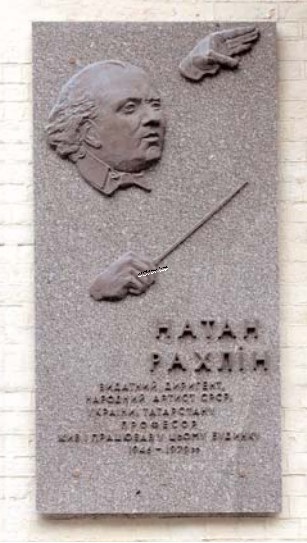 НАТАН
РАХЛІН
ВИДАТНИЙ ДИРИГЕНТ,
НАРОДНИЙ АРТИСТ СРСР,
УКРАЇНИ, ТАТАРСТАНУ
ПРОФЕСОР
ЖИВ І ПРАЦЮВАВ У ЦЬОМУ БУДИНКУ